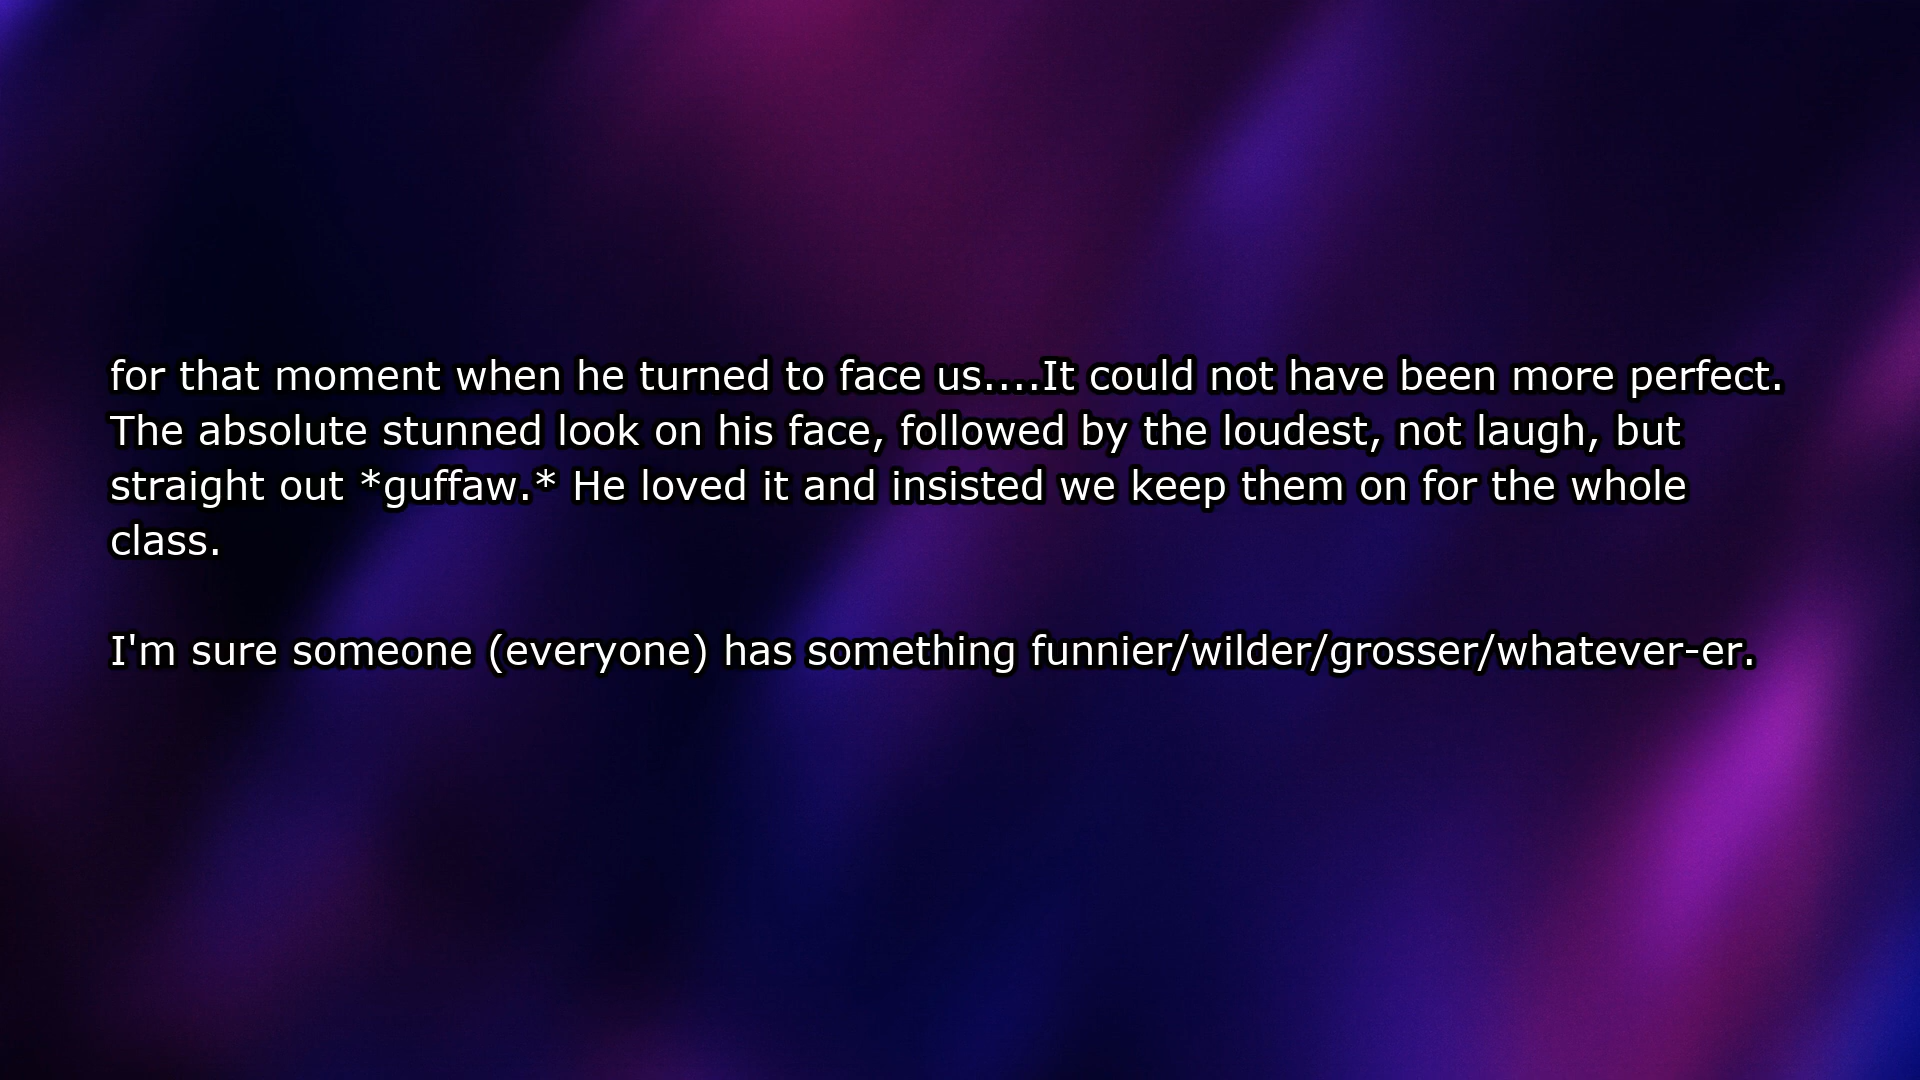 for that moment when he turned to face us....It could not have been more perfect.
The absolute stunned look on his face, followed by the loudest, not laugh, but
straight out *guffaw.* He loved it and insisted we keep them on for the whole
class.
I'm sure someone (everyone) has something funnier/wilder/grosser/whatever-er.